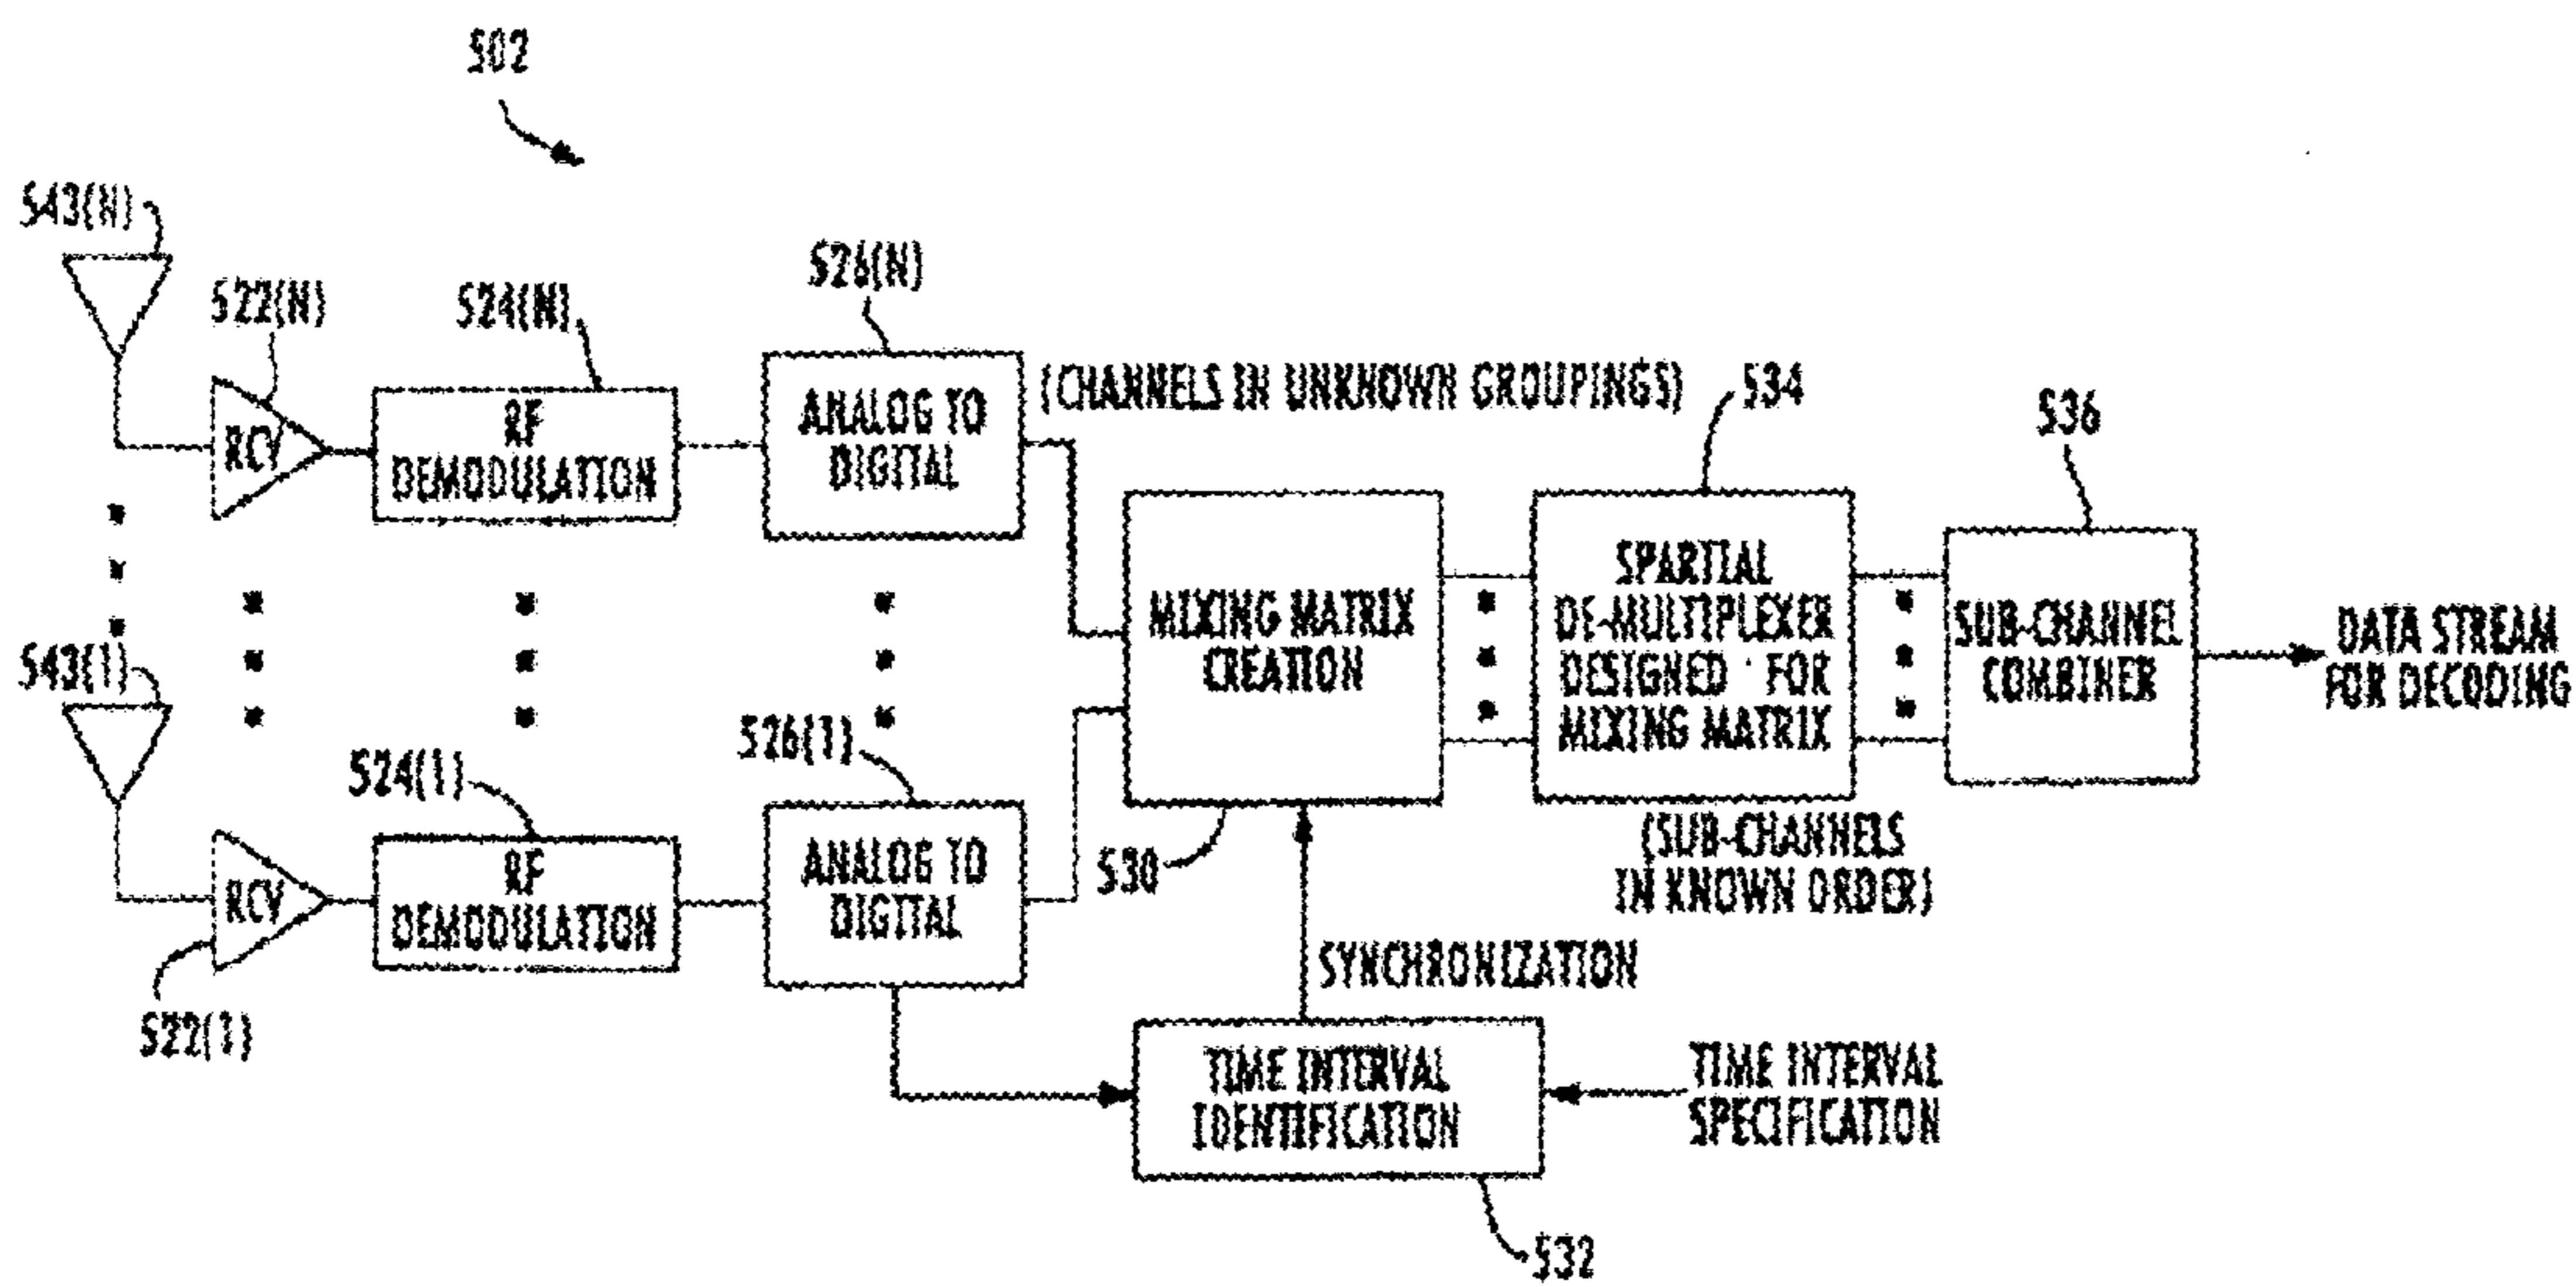 502
543(N)
522(N)
524(N)
526(N)
RCV
RF
DEMODULATION
ANALOG TO
DIGITAL
(CHANNELS IN UNKNOWN GROUPINGS)
534
536
MIXING MATRIX
CREATION
SPARTIAL
DE-MULTIPLEXER
DESIGNED FOR
MIXING MATRIX
SUB-CHANNEL
COMBINER
DATA STREAM
FOR DECODING
543(1)
524(1)
526(1)
RCV
RF
DEMODULATION
ANALOG TO
DIGITAL
530
(SUB-CHANNELS
IN KNOWN ORDER)
522(1)
SYNCHRONIZATION
TIME INTERVAL
IDENTIFICATION
TIME INTERVAL
SPECIFICATION
532